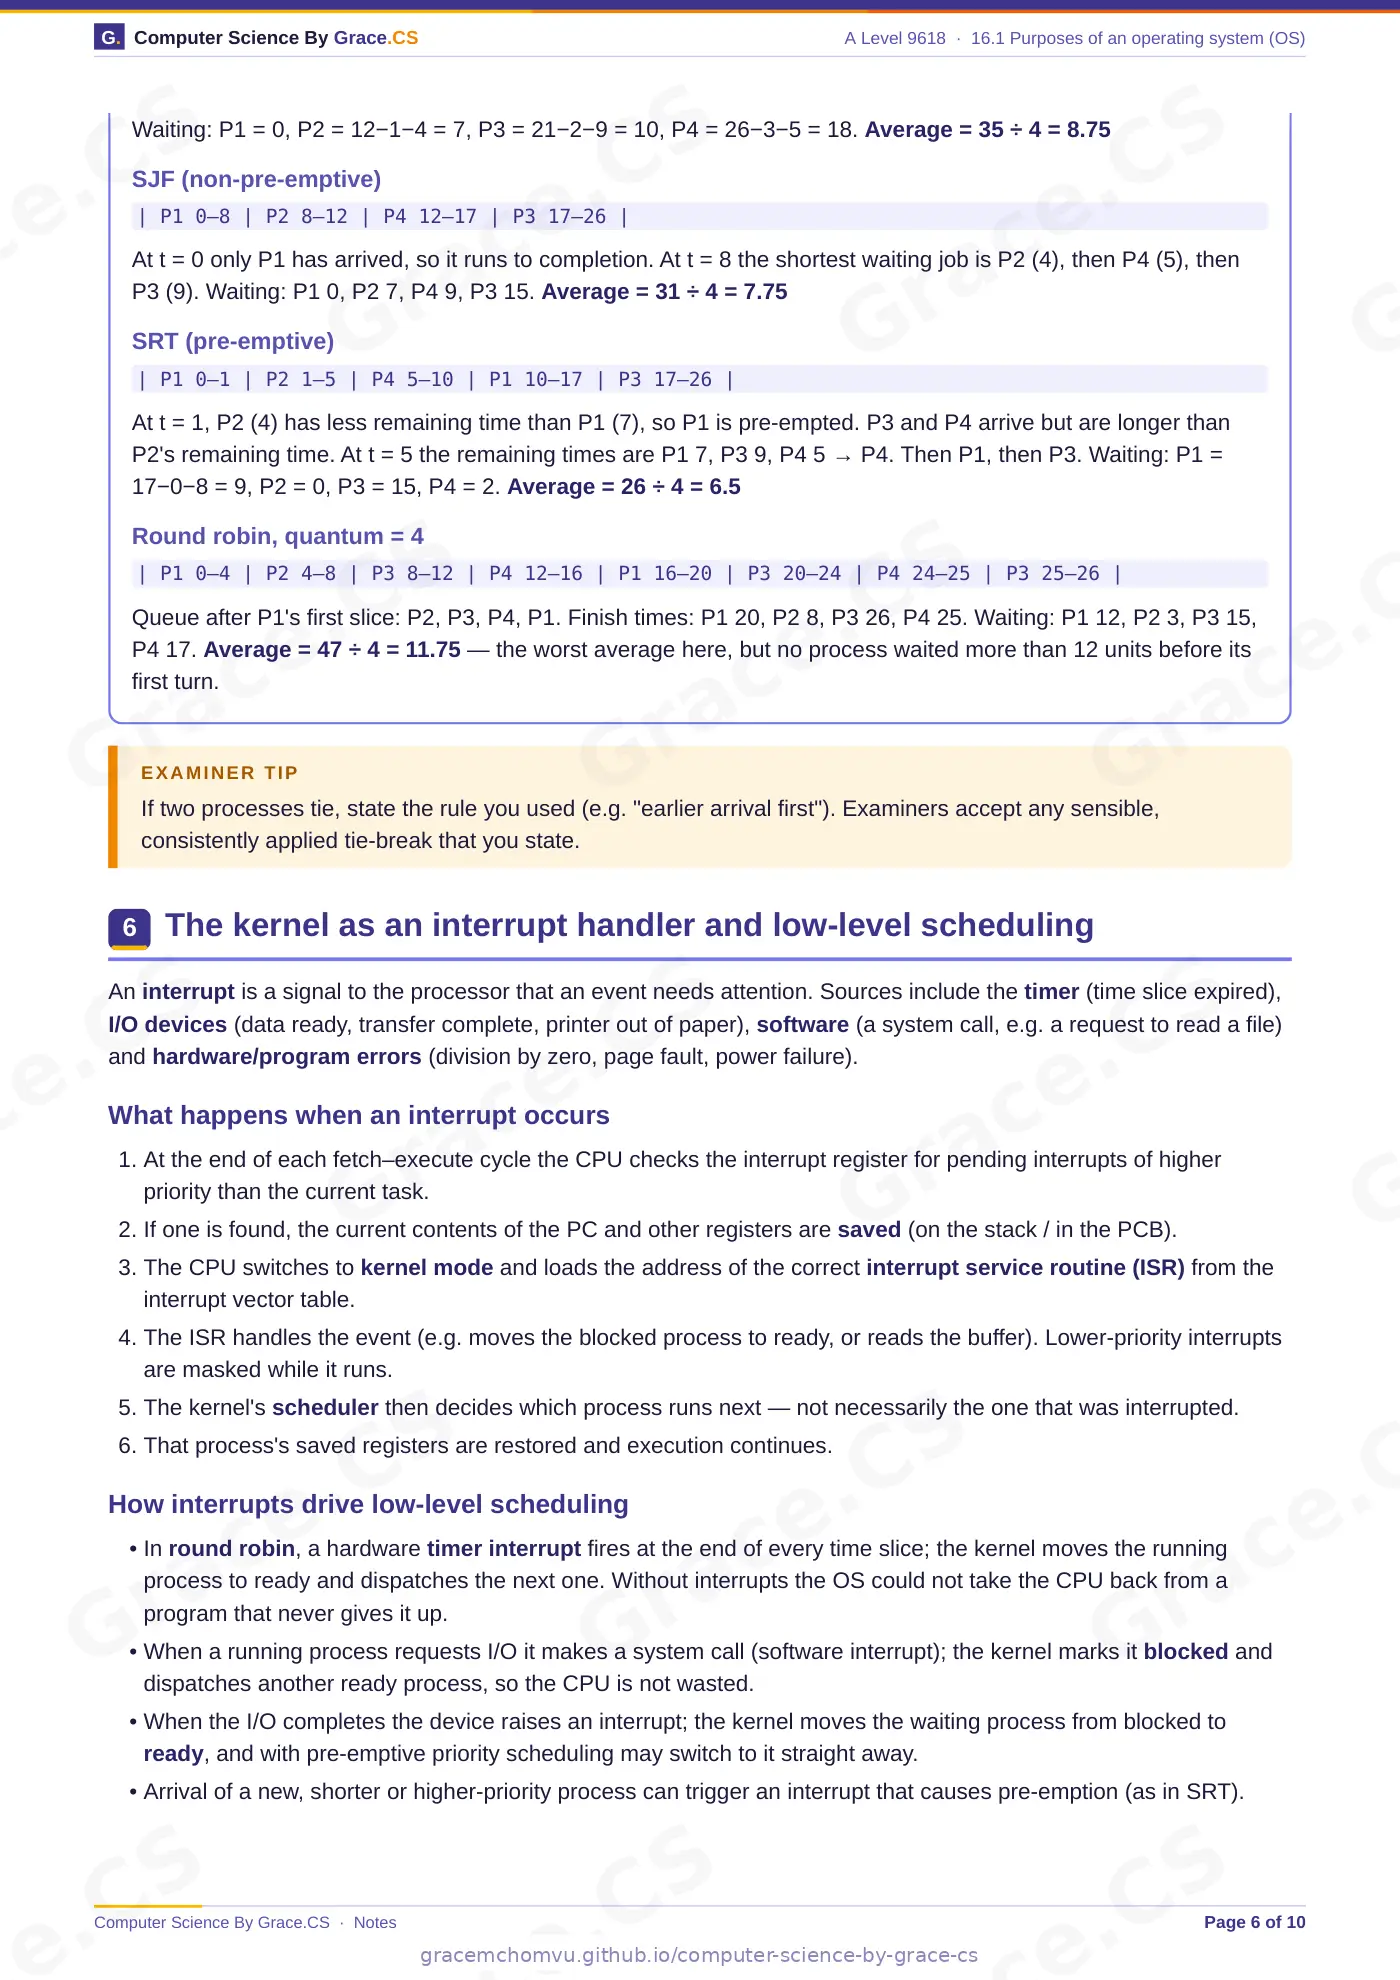 G. Computer Science By Grace.CS
A Level 9618 · 16.1 Purposes of an operating system (OS)
Waiting: P1 = 0, P2 = 12−1−4 = 7, P3 = 21−2−9 = 10, P4 = 26−3−5 = 18. Average = 35 ÷ 4 = 8.75
SJF (non-pre-emptive)
| P1 0–8 | P2 8–12 | P4 12–17 | P3 17–26 |
At t = 0 only P1 has arrived, so it runs to completion. At t = 8 the shortest waiting job is P2 (4), then P4 (5), then
P3 (9). Waiting: P1 0, P2 7, P4 9, P3 15. Average = 31 ÷ 4 = 7.75
SRT (pre-emptive)
| P1 0–1 | P2 1–5 | P4 5–10 | P1 10–17 | P3 17–26 |
At t = 1, P2 (4) has less remaining time than P1 (7), so P1 is pre-empted. P3 and P4 arrive but are longer than
P2's remaining time. At t = 5 the remaining times are P1 7, P3 9, P4 5 → P4. Then P1, then P3. Waiting: P1 =
17−0−8 = 9, P2 = 0, P3 = 15, P4 = 2. Average = 26 ÷ 4 = 6.5
Round robin, quantum = 4
| P1 0–4 | P2 4–8 | P3 8–12 | P4 12–16 | P1 16–20 | P3 20–24 | P4 24–25 | P3 25–26 |
Queue after P1's first slice: P2, P3, P4, P1. Finish times: P1 20, P2 8, P3 26, P4 25. Waiting: P1 12, P2 3, P3 15,
P4 17. Average = 47 ÷ 4 = 11.75 — the worst average here, but no process waited more than 12 units before its
first turn.
EXAMINER TIP
If two processes tie, state the rule you used (e.g. "earlier arrival first"). Examiners accept any sensible,
consistently applied tie-break that you state.
6 The kernel as an interrupt handler and low-level scheduling
An interrupt is a signal to the processor that an event needs attention. Sources include the timer (time slice expired),
I/O devices (data ready, transfer complete, printer out of paper), software (a system call, e.g. a request to read a file)
and hardware/program errors (division by zero, page fault, power failure).
What happens when an interrupt occurs
1. At the end of each fetch–execute cycle the CPU checks the interrupt register for pending interrupts of higher
priority than the current task.
2. If one is found, the current contents of the PC and other registers are saved (on the stack / in the PCB).
3. The CPU switches to kernel mode and loads the address of the correct interrupt service routine (ISR) from the
interrupt vector table.
4. The ISR handles the event (e.g. moves the blocked process to ready, or reads the buffer). Lower-priority interrupts
are masked while it runs.
5. The kernel's scheduler then decides which process runs next — not necessarily the one that was interrupted.
6. That process's saved registers are restored and execution continues.
How interrupts drive low-level scheduling
• In round robin, a hardware timer interrupt fires at the end of every time slice; the kernel moves the running
process to ready and dispatches the next one. Without interrupts the OS could not take the CPU back from a
program that never gives it up.
• When a running process requests I/O it makes a system call (software interrupt); the kernel marks it blocked and
dispatches another ready process, so the CPU is not wasted.
• When the I/O completes the device raises an interrupt; the kernel moves the waiting process from blocked to
ready, and with pre-emptive priority scheduling may switch to it straight away.
• Arrival of a new, shorter or higher-priority process can trigger an interrupt that causes pre-emption (as in SRT).
Computer Science By Grace.CS · Notes
Page 6 of 10
gracemchomvu.github.io/computer-science-by-grace-cs